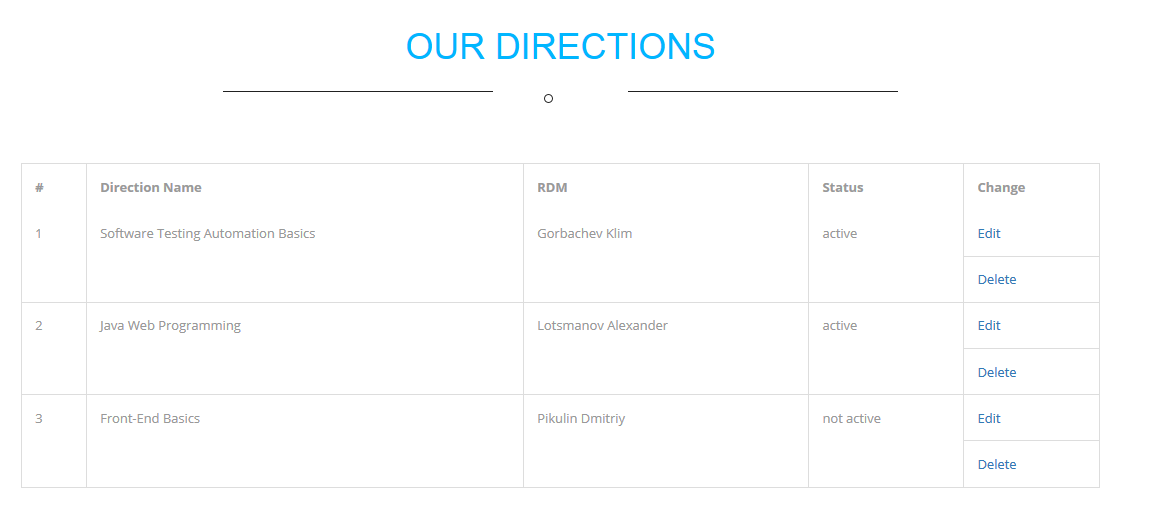 OUR DIRECTIONS
# Direction Name RDM Status Change
1 Software Testing Automation Basics Gorbachev Klim active Edit
Delete
2 Java Web Programming Lotsmanov Alexander active Edit
Delete
3 Front-End Basics Pikulin Dmitriy not active Edit
Delete